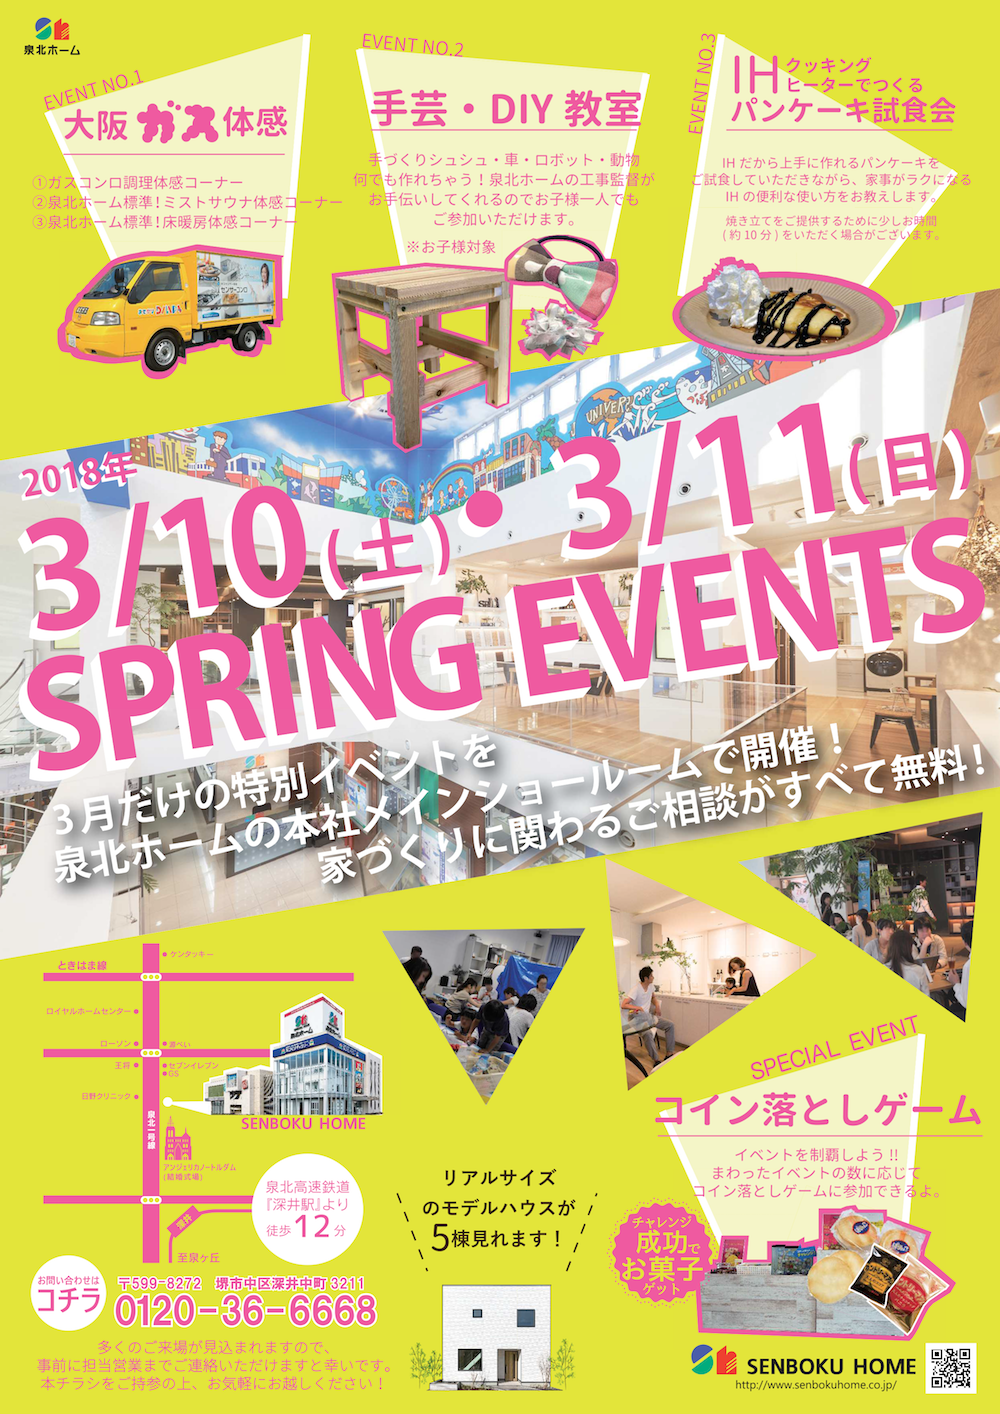 泉北ホーム
EVENT NO.1
大阪ガス体感
①ガスコンロ調理体感コーナー
②泉北ホーム標準！ミストサウナ体感コーナー
③泉北ホーム標準！床暖房体感コーナー
EVENT NO.2
手芸・DIY 教室
手づくりシュシュ・車・ロボット・動物
何でも作れちゃう！泉北ホームの工事監督が
お手伝いしてくれるのでお子様一人でも
ご参加いただけます。
※お子様対象
EVENT NO.3
IH クッキング
ヒーターでつくる
パンケーキ試食会
IH だから上手に作れるパンケーキを
ご試食していただきながら、家事がラクになる
IH の便利な使い方をお教えします。
焼き立てをご提供するために少しお時間
( 約 10 分 ) をいただく場合がございます。
UNIVER
2018年
3/10(土)・3/11(日)
SPRING EVENTS
３月だけの特別イベントを
泉北ホームの本社メインショールームで開催！
家づくりに関わるご相談がすべて無料！
ときはま線
ケンタッキー
ロイヤルホームセンター
ローソン
王将
セブンイレブン
GS
日野クリニック
泉北一号線
アンジェリカノートルダム
(結婚式場)
泉北ホーム
SENBOKU HOME
深井
至泉ヶ丘
泉北高速鉄道
『深井駅』より
徒歩 12 分
お問い合わせは
コチラ
〒599-8272 堺市中区深井中町 3211
0120-36-6668
多くのご来場が見込まれますので、
事前に担当営業までご連絡いただけますと幸いです。
本チラシをご持参の上、お気軽にお越しください！
リアルサイズ
のモデルハウスが
5棟見れます！
SPECIAL EVENT
コイン落としゲーム
イベントを制覇しよう !!
まわったイベントの数に応じて
コイン落としゲームに参加できるよ。
チャレンジ
成功で
お菓子
ゲット
SENBOKU HOME
http://www.senbokuhome.co.jp/